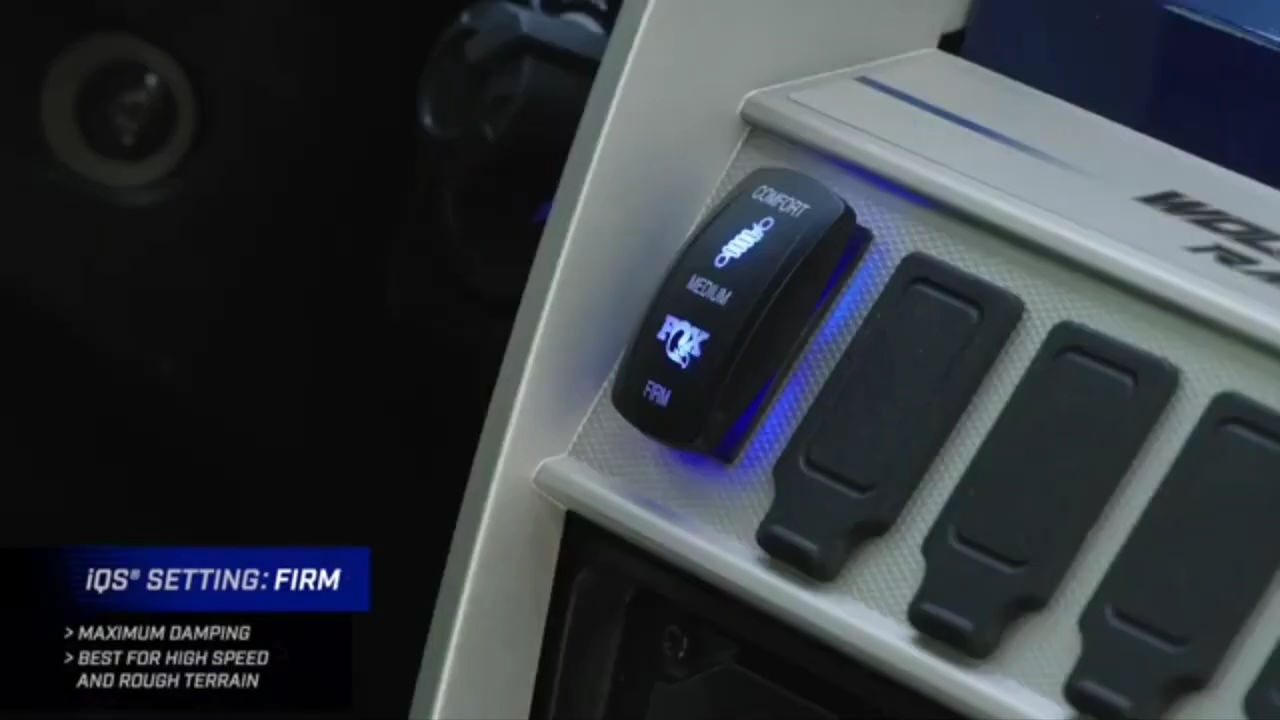 COMFORT
MEDIUM
FOX
FIRM
iQS® SETTING: FIRM
> MAXIMUM DAMPING
> BEST FOR HIGH SPEED
AND ROUGH TERRAIN